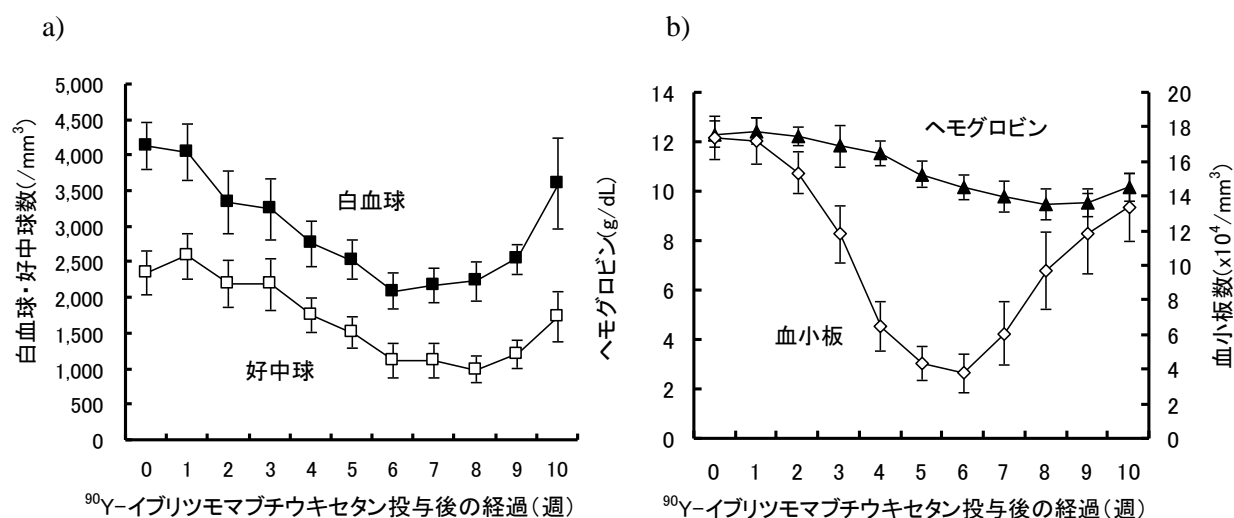 a)
白血球・好中球数(/mm³)
5,000
4,500
4,000
3,500
3,000
2,500
2,000
1,500
1,000
500
0
白血球
好中球
0 1 2 3 4 5 6 7 8 9 10
⁹⁰Y-イブリツモマブチウキセタン投与後の経過(週)
b)
ヘモグロビン(g/dL)
14
12
10
8
6
4
2
0
ヘモグロビン
血小板
20
18
16
14
12
10
8
6
4
2
0
血小板数(x10⁴/mm³)
0 1 2 3 4 5 6 7 8 9 10
⁹⁰Y-イブリツモマブチウキセタン投与後の経過(週)